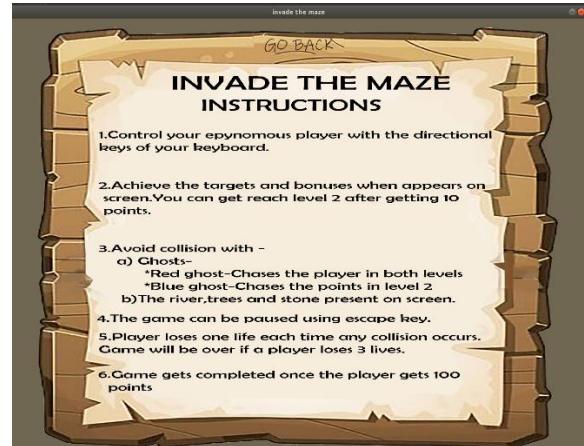 invade the maze
GO BACK
INVADE THE MAZE
INSTRUCTIONS
1.Control your epynomous player with the directional
keys of your keyboard.
2.Achieve the targets and bonuses when appears on
screen.You can get reach level 2 after getting 10
points.
3.Avoid collision with -
a) Ghosts-
*Red ghost-Chases the player in both levels
*Blue ghost-Chases the points in level 2
b)The river,trees and stone present on screen.
4.The game can be paused using escape key.
5.Player loses one life each time any collision occurs.
Game will be over if a player loses 3 lives.
6.Game gets completed once the player gets 100
points